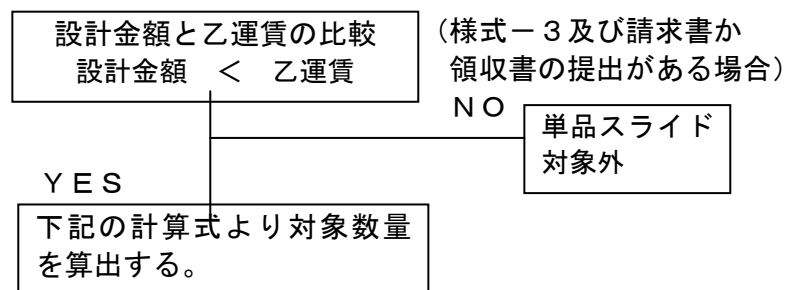 設計金額と乙運賃の比較
設計金額　＜　乙運賃
（様式－３及び請求書か
領収書の提出がある場合）
ＮＯ
単品スライド
対象外
ＹＥＳ
下記の計算式より対象数量
を算出する。